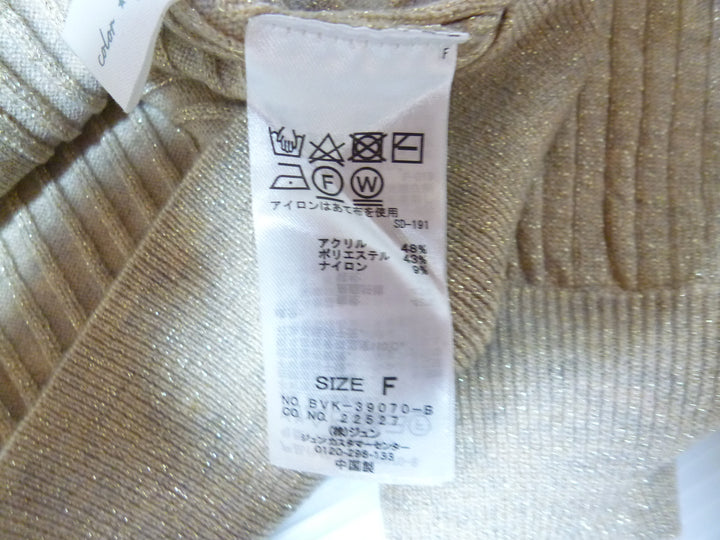 color
F
F
W
アイロンはあて布を使用
SD-191
アクリル 48%
ポリエステル 43%
ナイロン 9%
SIZE F
NO. BVK-39070-B
CO. NO. 22527
(株)ジュン
ジュンカスタマーセンター
0120-298-133
中国製